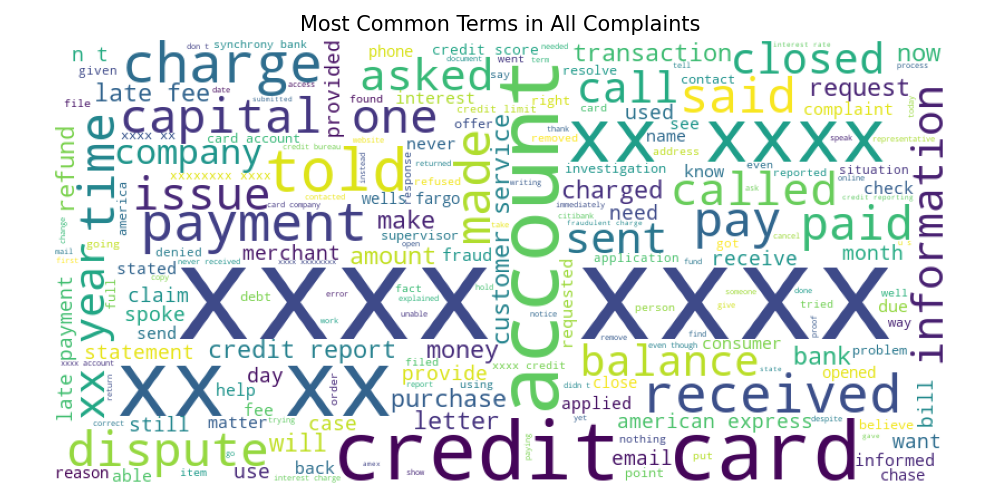 Most Common Terms in All Complaints
don t
synchrony bank
phone
credit score
needed
transaction
closed
interest rate
now
n t
charge
document
went
term
tell
given
asked
say
resolve
contact
process
access
late fee
date
provided
found
interest
right
call
said
request
file
submitted
capital one
credit limit
card
used
complaint
today
offer
xxxx xx
card account
never
thank
name
see
xx xxxx
speak
representative
removed
refund
year time
company
credit bureau
website
made
customer service
account
address
information
xxxxxxxx xxxx
told
instead
response
returned
investigation
even
reported
situation
refused
know
online
check
issue
card company
contacted
wells fargo
writing
charged
called
ask
credit reporting
immediately
america
payment
make
take
citibank
need
pay
paid
supervisor
fraudulent charge
cancel
change
going
open
sent
got
month
mail
first
denied
merchant
amount
fraud
application
fund
receive
never received
xxxx xxxxxxxx
stated
copy
full
late payment
xxxx xxxx
requested
someone
done
well
claim
debt
error
fact
hold
explained
person
give
tried
due
spoke
work
unable
notice
proof
way
send
remove
find
statement
credit report
money
even though
consumer
bank
problem
xxxx account
filed
xxxx credit
balance
state
opened
xx xx xx
return
help
day
order
provide
report
using
didn t
close
received
bill
fee
purchase
applied
correct
still
matter
trying
case
letter
yet
american express
despite
believe
dispute
will
go
credit card
paying
nothing
put
gave
want
reason
able
item
use
back
amex
interest charge
show
email
point
informed
chase